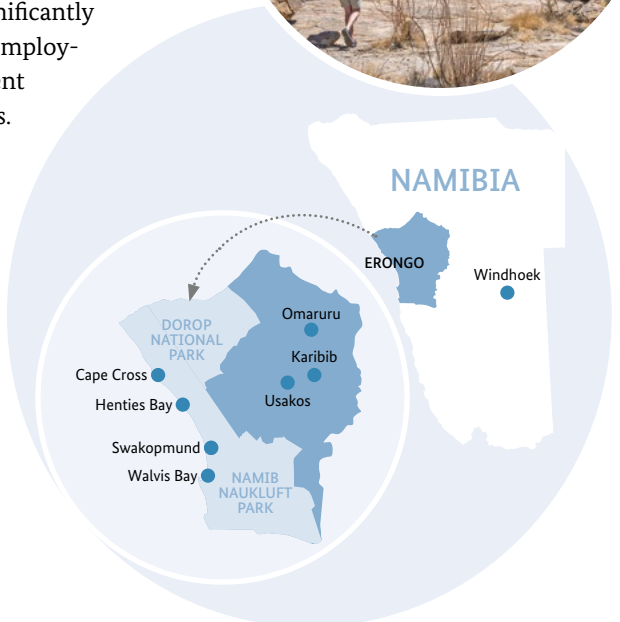 nificantly
mploy-
ent
s.
NAMIBIA
ERONGO
Windhoek
Omaruru
DOROP
NATIONAL
PARK
Karibib
Cape Cross
Usakos
Henties Bay
Swakopmund
Walvis Bay
NAMIB
NAUKLUFT
PARK